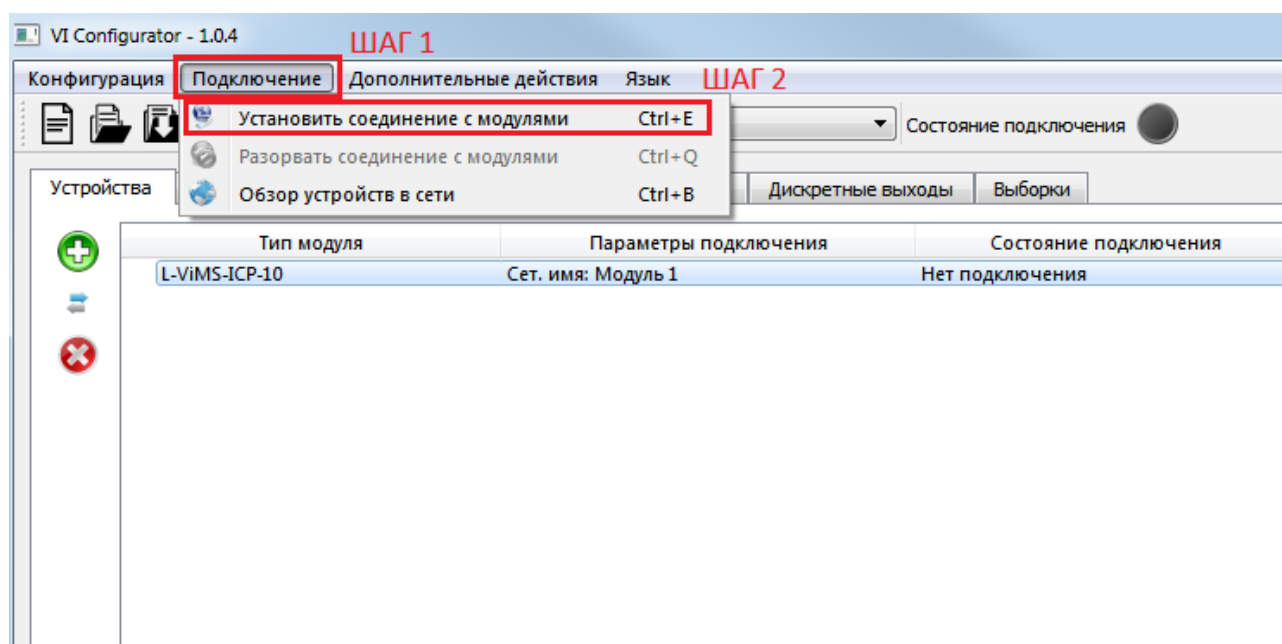 VI Configurator - 1.0.4
ШАГ 1
Конфигурация Подключение Дополнительные действия Язык ШАГ 2
Установить соединение с модулями Ctrl+E
Состояние подключения
Разорвать соединение с модулями Ctrl+Q
Обзор устройств в сети Ctrl+B
Устройства Дискретные выходы Выборки
Тип модуля Параметры подключения Состояние подключения
L-ViMS-ICP-10 Сет. имя: Модуль 1 Нет подключения